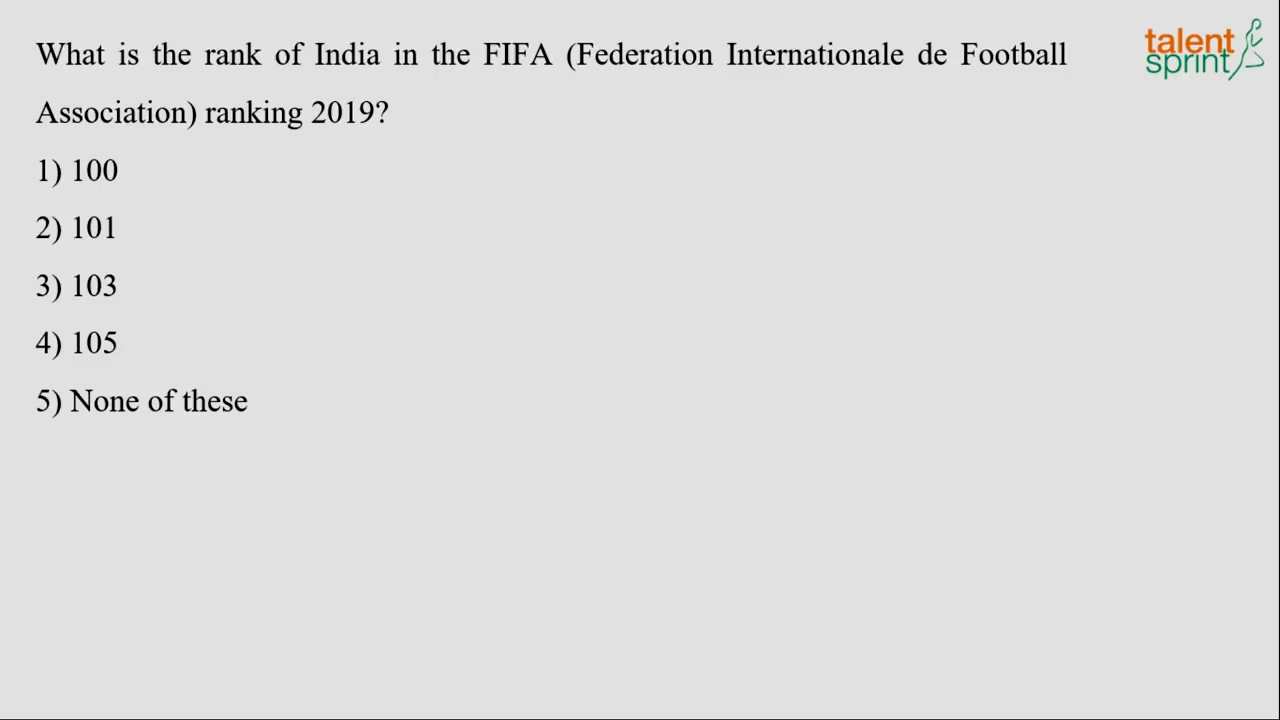 What is the rank of India in the FIFA (Federation Internationale de Football
Association) ranking 2019?
1) 100
2) 101
3) 103
4) 105
5) None of these
talent
sprint